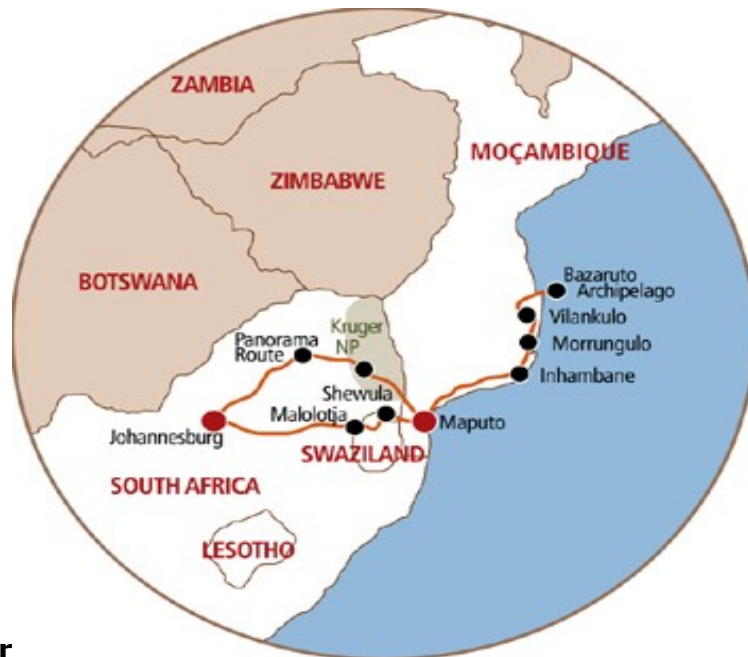 ZAMBIA
MOÇAMBIQUE
ZIMBABWE
BOTSWANA
Bazaruto
Archipelago
Vilankulo
Kruger
NP
Panorama
Route
Morrungulo
Inhambane
Shewula
Malolotja
Maputo
Johannesburg
SWAZILAND
SOUTH AFRICA
LESOTHO
r